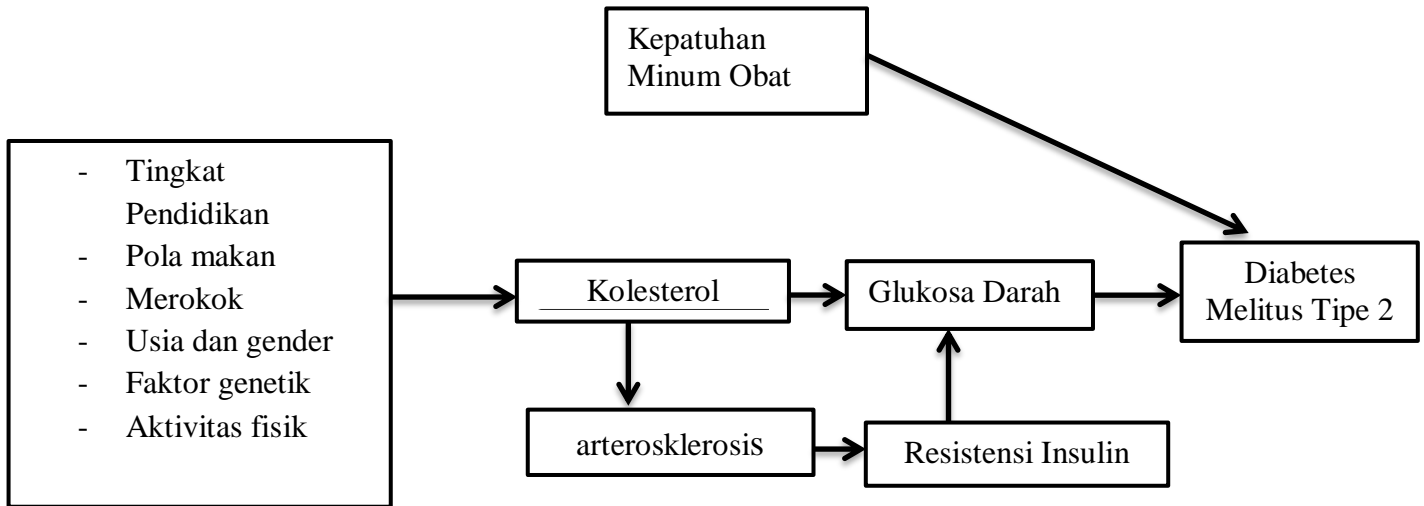 Kepatuhan
Minum Obat
- Tingkat
Pendidikan
- Pola makan
- Merokok
- Usia dan gender
- Faktor genetik
- Aktivitas fisik
Kolesterol
Glukosa Darah
Diabetes
Melitus Tipe 2
arterosklerosis
Resistensi Insulin